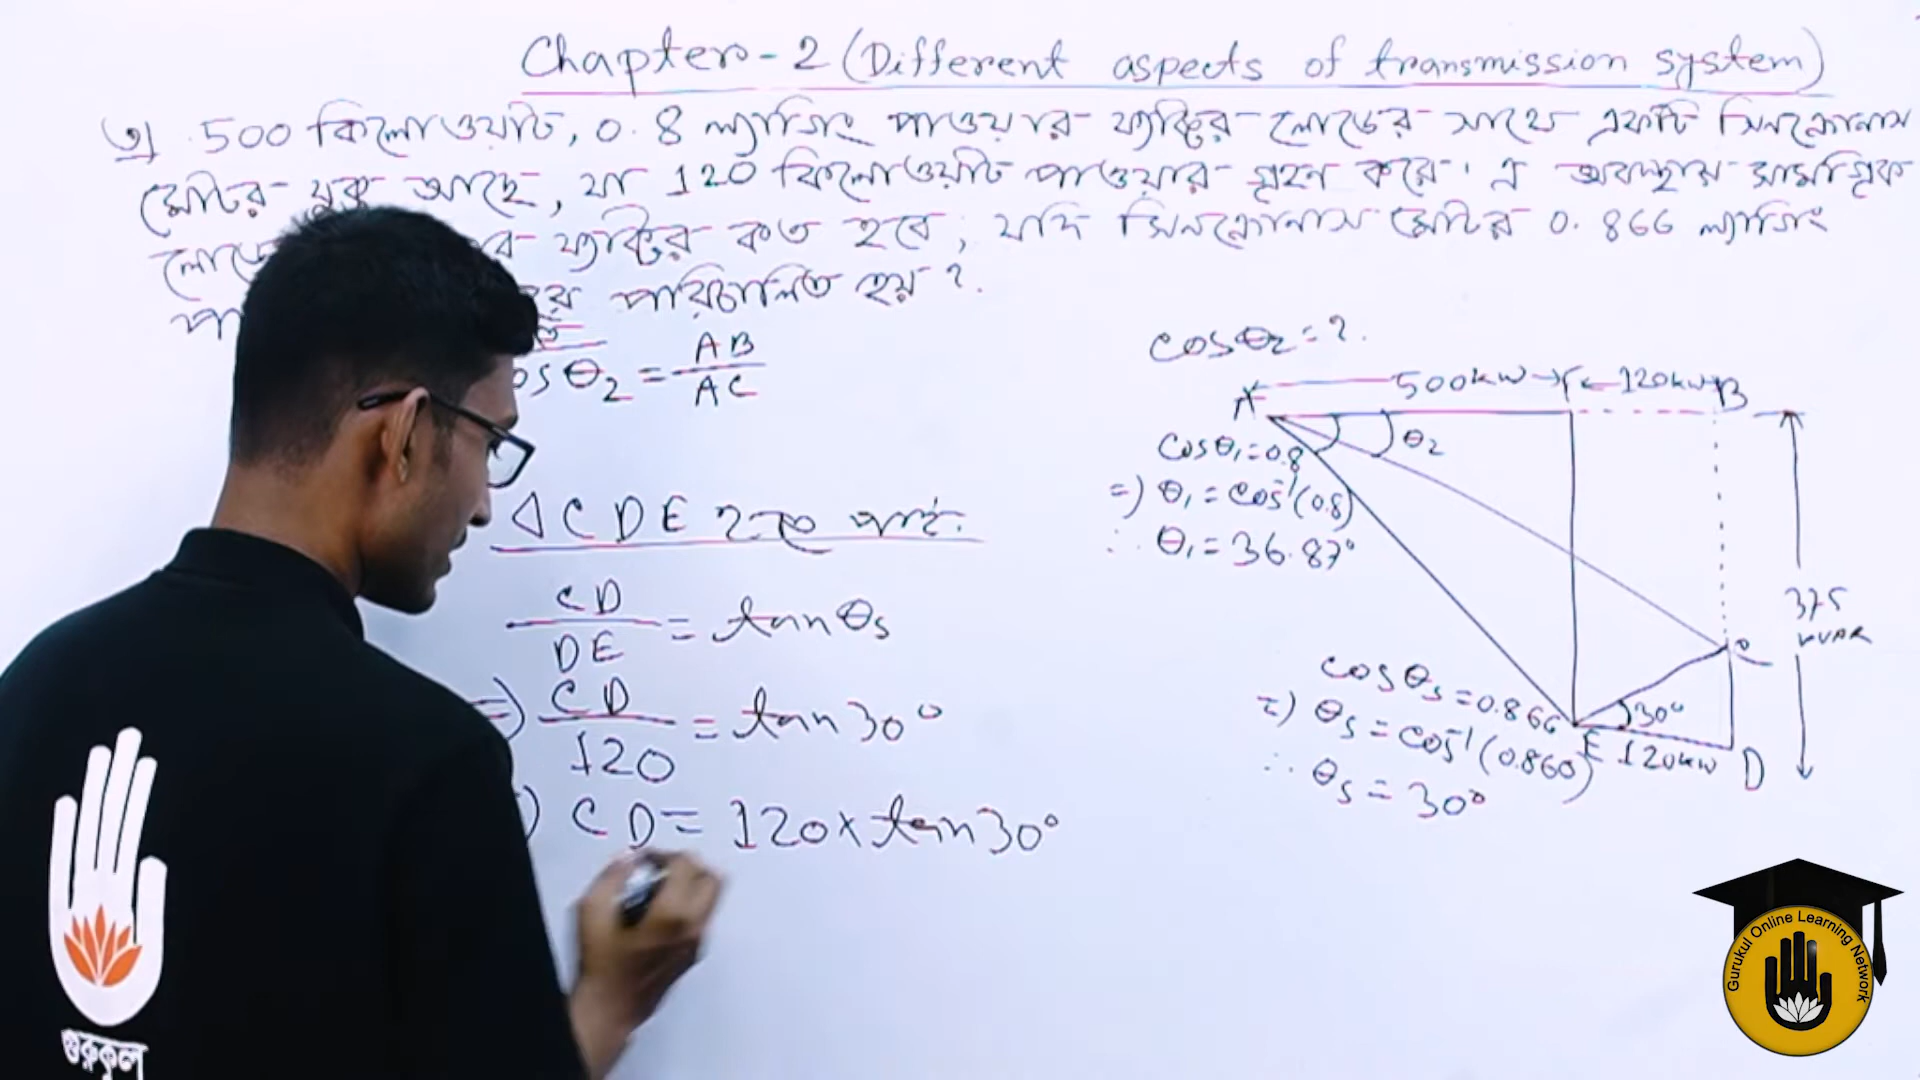 Chapter-2 (Different aspects of transmission system)
৩) 500 কিলোওয়াট, 0.8 ল্যাগিং পাওয়ার ফ্যাক্টর লোডের সাথে একটি সিনক্রোনাস
মোটর যুক্ত আছে, যা 120 কিলোওয়াট পাওয়ার গ্রহন করে। এ অবস্থায় সামগ্রিক
ফ্যাক্টর কত হবে, যদি সিনক্রোনাস মোটর 0.866 ল্যাগিং
পরিচালিত হয়?
cosθ2 = ?
θ2 = AB
AC
ΔCDE হতে পাই.
CD
DE = tanθs
=) CD
120 = tan30°
CD = 120×tan30°
A 500kw 120kw B
θ2
cosθ1=0.8
=) θ1 = cos-1(0.8)
∴ θ1 = 36.87°
375
KVAR
cosθs = 0.866
=) θs = cos-1(0.866)
∴ θs = 30°
30°
E 120kw D
গুরুকুল
Gurukul Online Learning Network